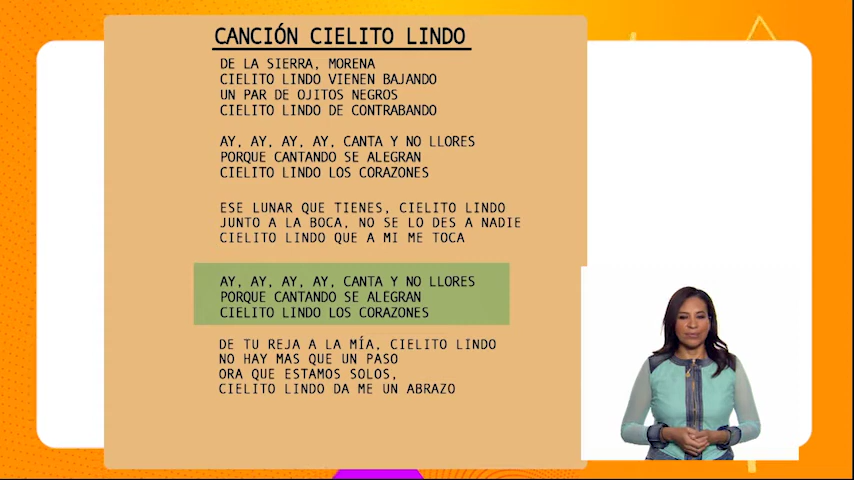 CANCIÓN CIELITO LINDO
DE LA SIERRA, MORENA
CIELITO LINDO VIENEN BAJANDO
UN PAR DE OJITOS NEGROS
CIELITO LINDO DE CONTRABANDO
AY, AY, AY, AY, CANTA Y NO LLORES
PORQUE CANTANDO SE ALEGRAN
CIELITO LINDO LOS CORAZONES
ESE LUNAR QUE TIENES, CIELITO LINDO
JUNTO A LA BOCA, NO SE LO DES A NADIE
CIELITO LINDO QUE A MI ME TOCA
AY, AY, AY, AY, CANTA Y NO LLORES
PORQUE CANTANDO SE ALEGRAN
CIELITO LINDO LOS CORAZONES
DE TU REJA A LA MÍA, CIELITO LINDO
NO HAY MAS QUE UN PASO
ORA QUE ESTAMOS SOLOS,
CIELITO LINDO DA ME UN ABRAZO